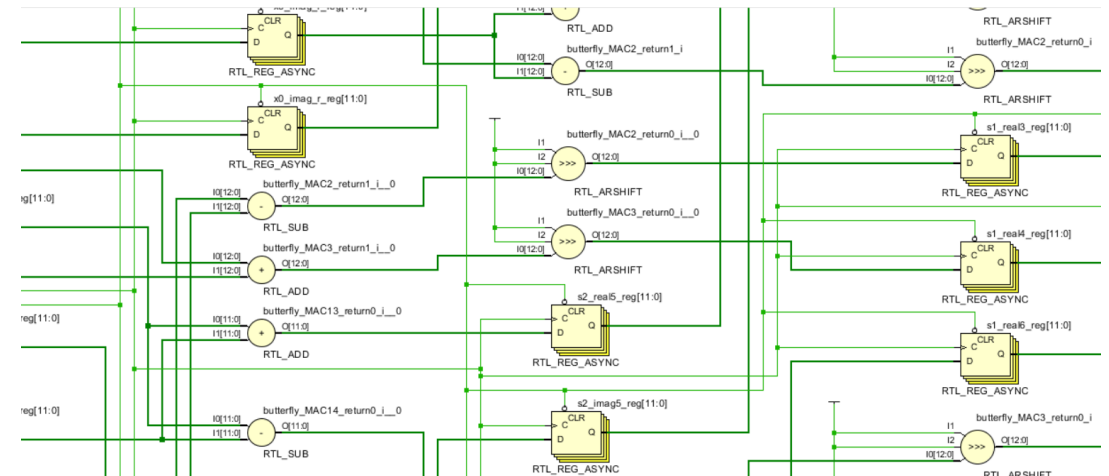 CLR
C
Q
D
RTL_REG_ASYNC
x0_imag_r_reg[11:0]
CLR
C
Q
D
RTL_REG_ASYNC
yg[11:0]
reg[11:0]
reg[11:0]
I0[12:0]
I1[12:0]
butterfly_MAC2_return1_i__0
O[12:0]
-
RTL_SUB
I0[12:0]
I1[12:0]
butterfly_MAC3_return1_i__0
O[12:0]
+
RTL_ADD
I0[11:0]
I1[11:0]
butterfly_MAC13_return0_i__0
O[11:0]
+
RTL_ADD
I0[11:0]
I1[11:0]
butterfly_MAC14_return0_i__0
O[11:0]
-
RTL_SUB
I1[12:0]
RTL_ADD
butterfly_MAC2_return1_i
I0[12:0]
I1[12:0]
O[12:0]
-
RTL_SUB
butterfly_MAC2_return0_i__0
I1
I2
I0[12:0]
>>>
O[12:0]
RTL_ARSHIFT
butterfly_MAC3_return0_i__0
I1
I2
I0[12:0]
>>>
O[12:0]
RTL_ARSHIFT
s2_real5_reg[11:0]
CLR
C
Q
D
RTL_REG_ASYNC
s2_imag5_reg[11:0]
CLR
C
Q
D
RTL_REG_ASYNC
RTL_ARSHIFT
butterfly_MAC2_return0_i
I1
I2
I0[12:0]
>>>
O[12:0]
RTL_ARSHIFT
s1_real3_reg[11:0]
CLR
C
Q
D
RTL_REG_ASYNC
s1_real4_reg[11:0]
CLR
C
Q
D
RTL_REG_ASYNC
s1_real6_reg[11:0]
CLR
C
Q
D
RTL_REG_ASYNC
butterfly_MAC3_return0_i
I1
I2
I0[12:0]
>>>
O[12:0]
RTL_ARSHIFT